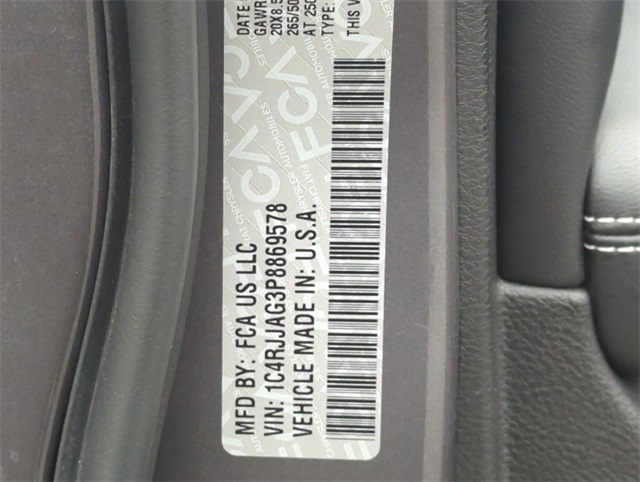 DATE
GAWR
20X8.5
265/50
AT 250
TYPE:
THIS V
MFD BY: FCA US LLC
VIN: 1C4RJJAG3P8869578
VEHICLE MADE IN: U.S.A.